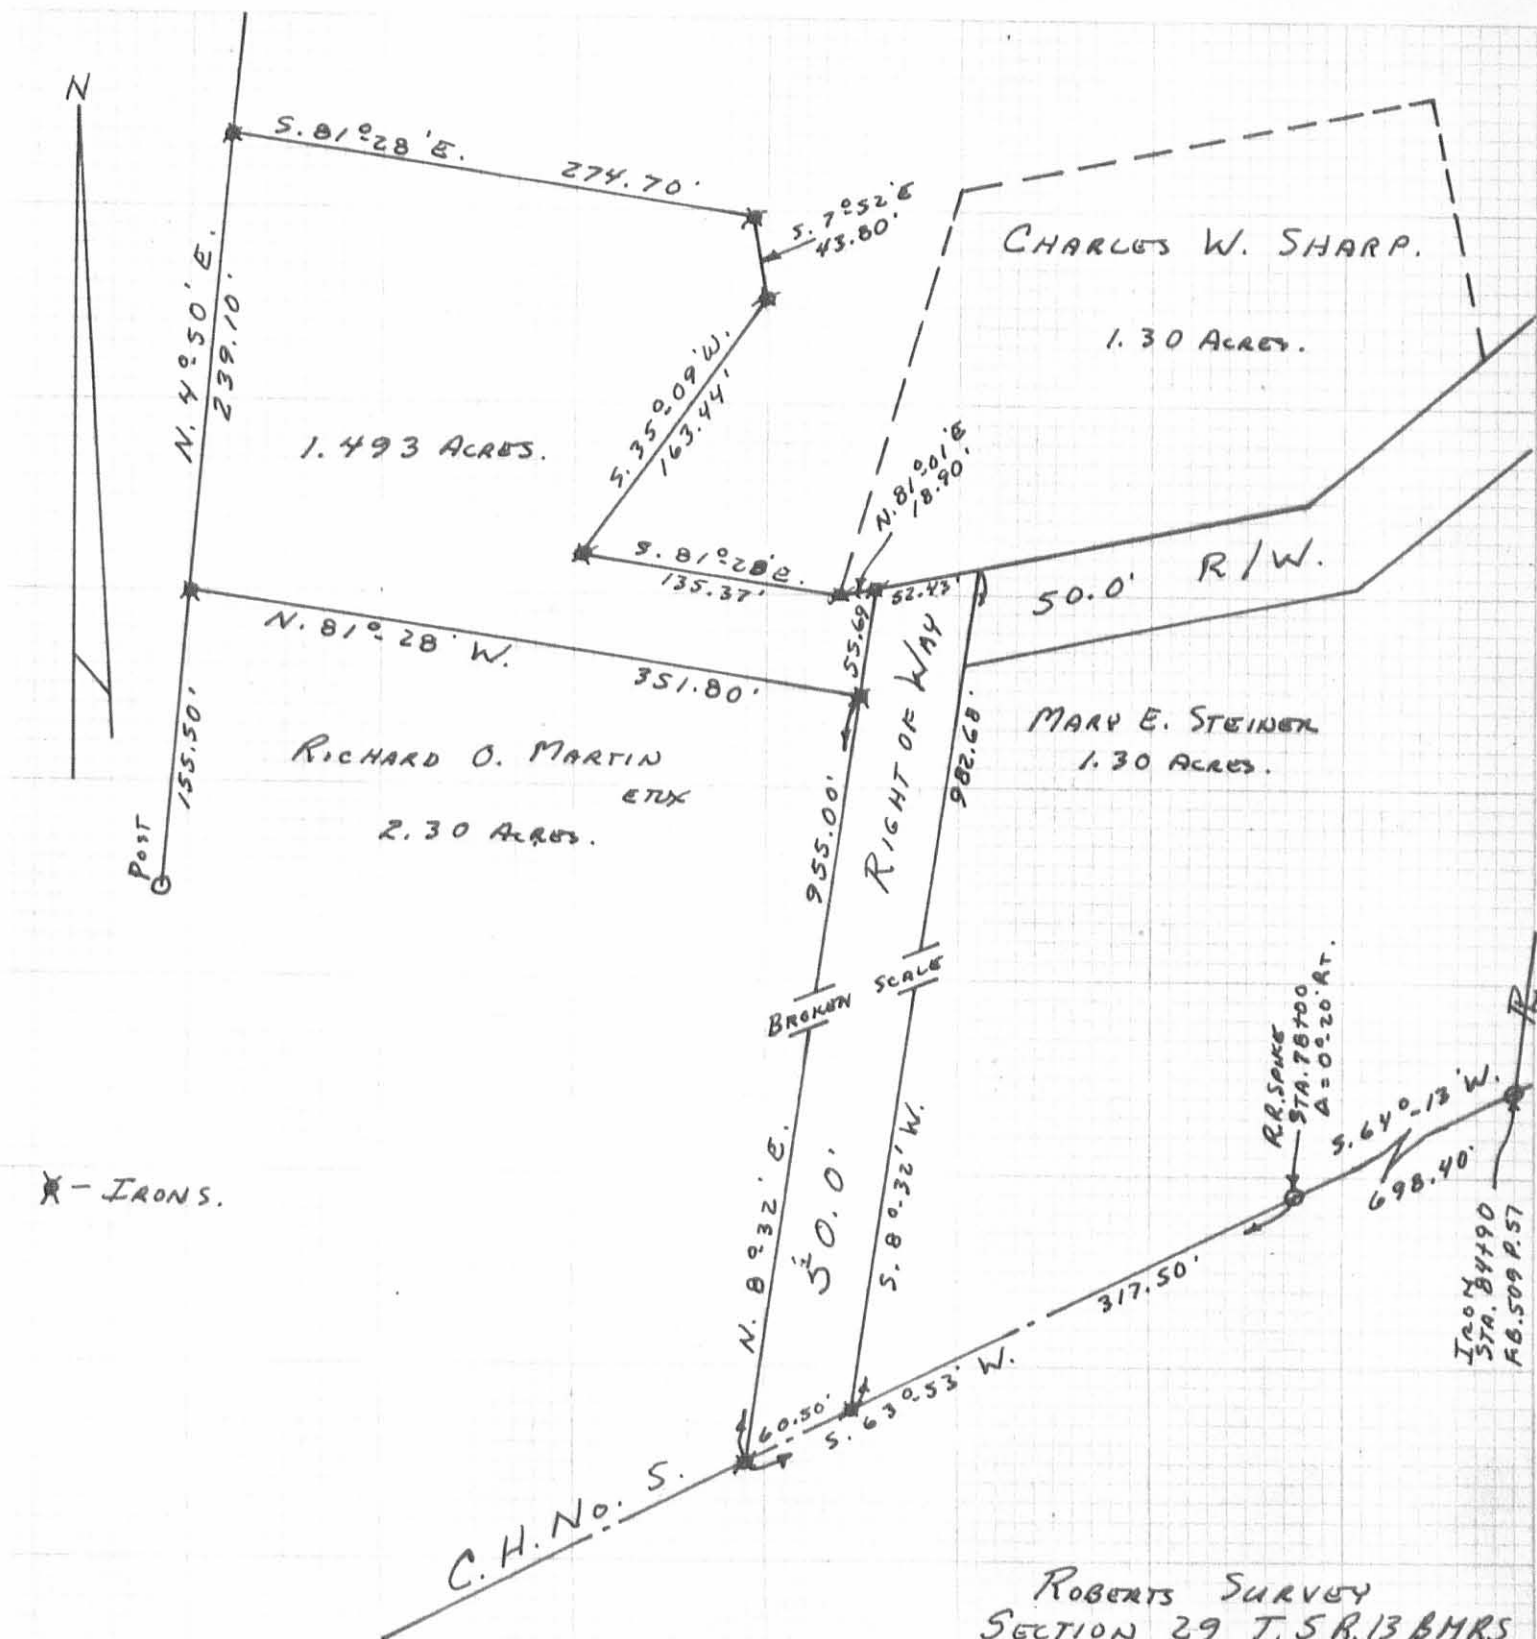 N
S. 81°-28' E.
274.70'
S. 7°52' E
43.80'
CHARLES W. SHARP.
1.30 ACRES.
N. 4°50' E.
239.10'
S. 35°-09' W.
163.44'
1.493 ACRES.
N. 81°-01' E
18.90'
S. 81°-28' E.
135.37'
52.43'
R/W.
50.0'
N. 81°-28' W.
351.80'
55.69
RIGHT OF WAY
MARY E. STEINER
1.30 ACRES.
RICHARD O. MARTIN
ETUX
2.30 ACRES.
155.50'
POST
955.00'
982.68'
BROKEN SCALE
R.R. SPIKE
STA. 78+00
Δ = 0°-20' RT.
S. 64°-13' W.
698.40'
IRON
STA. 84+90
F.B. 509 P. 57
X - IRONS.
N. 8°32' E.
50.0'
S. 8°-32' W.
317.50'
60.50'
S. 63°-53' W.
C.H. No. 5.
ROBERTS SURVEY
SECTION 29 T. 5 R. 13 BMRS